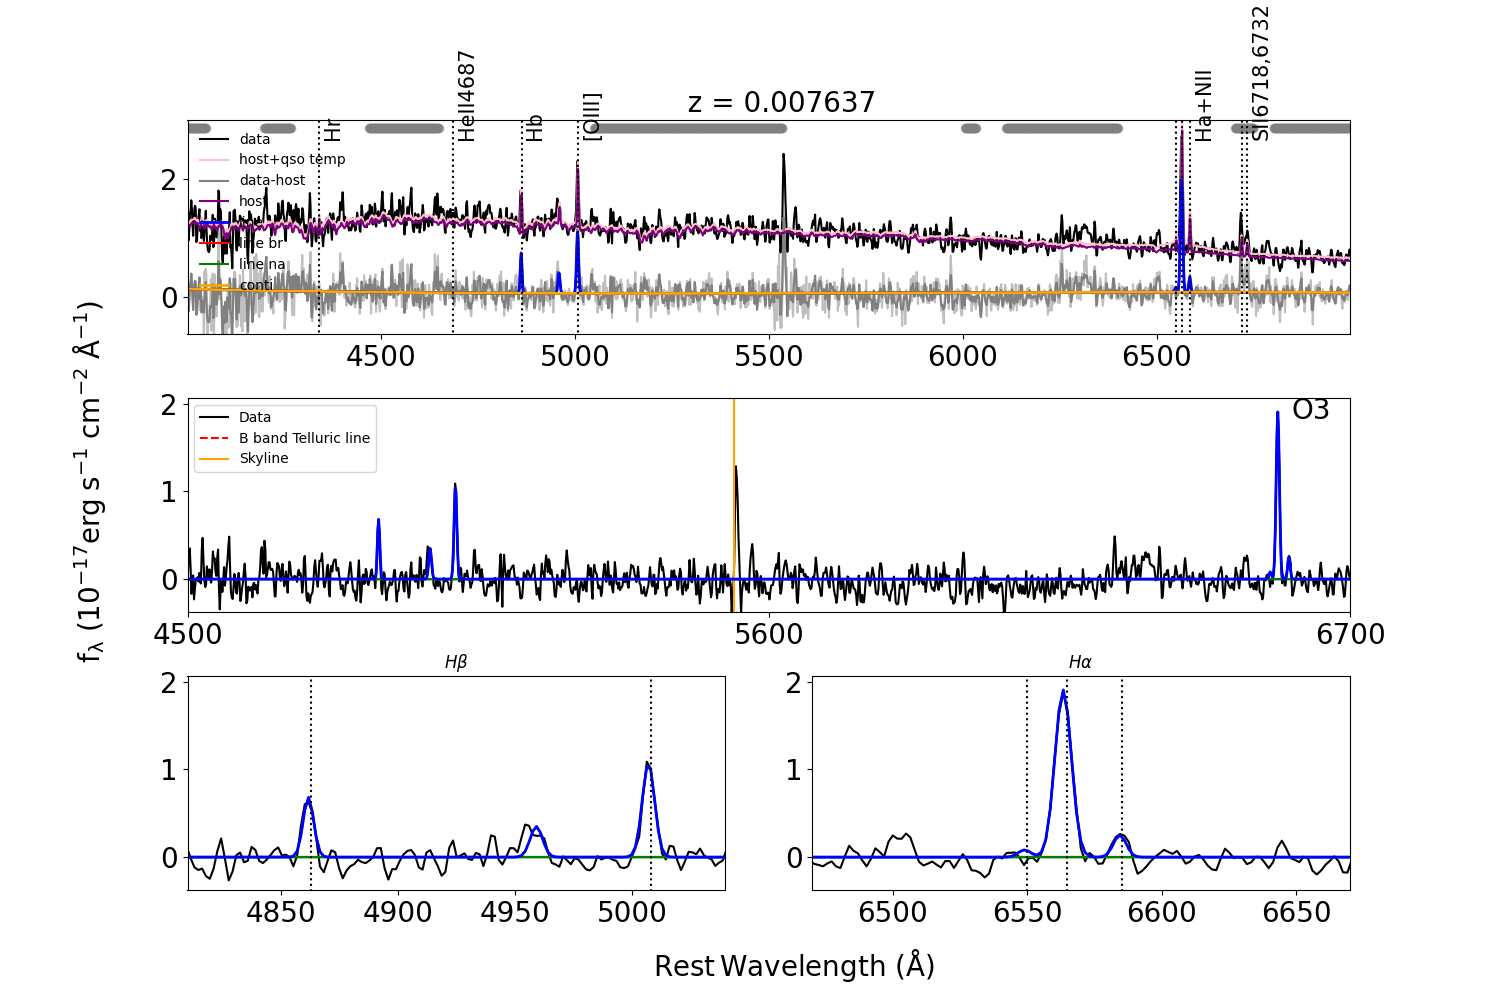 z = 0.007637
Hr
HeII4687
Hb
[OIII]
Ha+NII
SII6718,6732
data
host+qso temp
data-host
host
line br
line na
conti
2
0
4500 5000 5500 6000 6500
fλ (10⁻¹⁷erg s⁻¹ cm⁻² Å⁻¹)
O3
Data
B band Telluric line
Skyline
2
1
0
4500 5600 6700
Hβ
2
1
0
4850 4900 4950 5000
Hα
2
1
0
6500 6550 6600 6650
Rest Wavelength (Å)